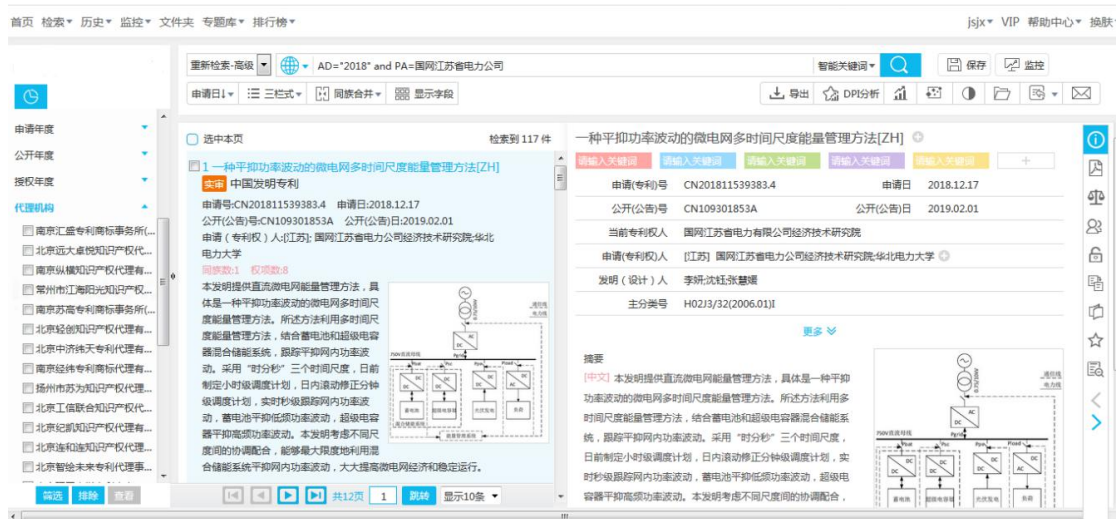 首页 检索 历史 监控 文件夹 专题库 排行榜
jsjx VIP 帮助中心 换肤
重新检索-高级 AD="2018" and PA=国网江苏省电力公司 智能关键词 保存 监控
申请日↓ 三栏式 同族合并 显示字段 导出 DPI分析
申请年度
公开年度
授权年度
代理机构
南京汇盛专利商标事务所(...
北京远大卓悦知识产权代...
南京纵横知识产权代理有...
常州市江海阳光知识产权...
南京苏高专利商标事务所(...
北京轻创知识产权代理有...
北京中济纬天专利代理有...
南京经纬专利商标代理有...
扬州市苏为知识产权代理...
北京工信联合知识产权代...
北京纪凯知识产权代理有...
北京连和连知识产权代理...
北京智绘未来专利代理事...
筛选 排除 查看
选中本页 检索到 117 件
1 一种平抑功率波动的微电网多时间尺度能量管理方法[ZH]
实审 中国发明专利
申请号:CN201811539383.4 申请日:2018.12.17
公开(公告)号:CN109301853A 公开(公告)日:2019.02.01
申请（专利权）人:[江苏]; 国网江苏省电力公司经济技术研究院;华北
电力大学
同族数:1 权项数:8
本发明提供直流微电网能量管理方法，具
体是一种平抑功率波动的微电网多时间尺
度能量管理方法。所述方法利用多时间尺
度能量管理方法，结合蓄电池和超级电容
器混合储能系统，跟踪平抑网内功率波
动。采用“时分秒”三个时间尺度，日前
制定小时级调度计划，日内滚动修正分钟
级调度计划，实时秒级跟踪网内功率波
动，蓄电池平抑低频功率波动，超级电容
器平抑高频功率波动。本发明考虑不同尺
度间的协调配合，能够最大限度地利用混
合储能系统平抑网内功率波动，大大提高微电网经济和稳定运行。
共12页 1 跳转 显示10条
一种平抑功率波动的微电网多时间尺度能量管理方法[ZH]
请输入关键词 请输入关键词 请输入关键词 请输入关键词 请输入关键词 +
申请(专利)号 CN201811539383.4 申请日 2018.12.17
公开(公告)号 CN109301853A 公开(公告)日 2019.02.01
当前专利权人 国网江苏省电力有限公司经济技术研究院
申请(专利权)人 [江苏] 国网江苏省电力公司经济技术研究院;华北电力大学
发明（设计）人 李妍;沈钰;张慧媛
主分类号 H02J3/32(2006.01)I
更多
摘要
[中文] 本发明提供直流微电网能量管理方法，具体是一种平抑
功率波动的微电网多时间尺度能量管理方法。所述方法利用多
时间尺度能量管理方法，结合蓄电池和超级电容器混合储能系
统，跟踪平抑网内功率波动。采用“时分秒”三个时间尺度，
日前制定小时级调度计划，日内滚动修正分钟级调度计划，实
时秒级跟踪网内功率波动，蓄电池平抑低频功率波动，超级电
容器平抑高频功率波动。本发明考虑不同尺度间的协调配合，
通讯线
电力线
750V直流母线
AC
DC
蓄电池 超级电容器 光伏发电 负荷